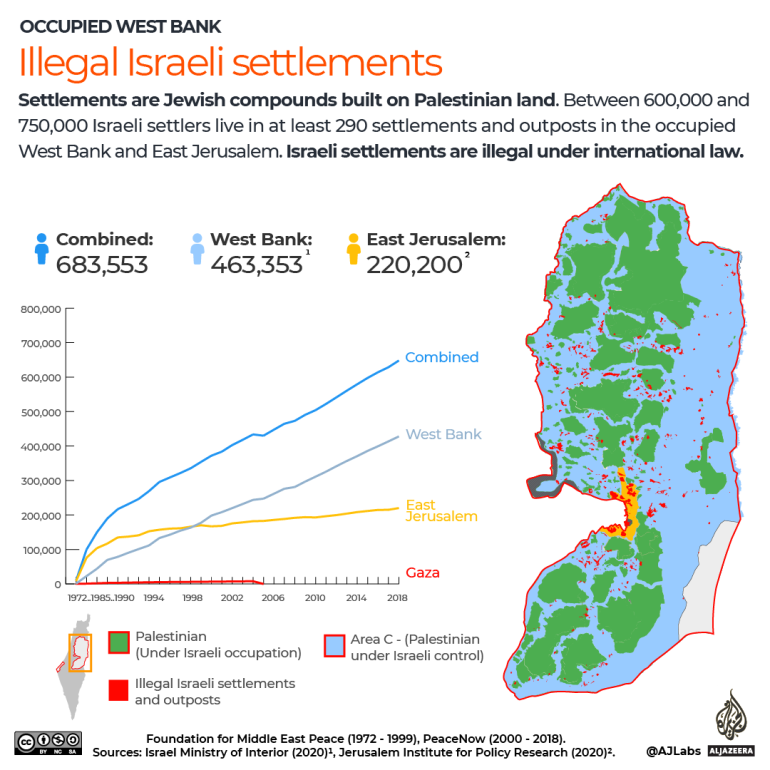 OCCUPIED WEST BANK
Illegal Israeli settlements
Settlements are Jewish compounds built on Palestinian land. Between 600,000 and
750,000 Israeli settlers live in at least 290 settlements and outposts in the occupied
West Bank and East Jerusalem. Israeli settlements are illegal under international law.
Combined:
683,553
West Bank:
463,353¹
East Jerusalem:
220,200²
800,000
700,000
600,000
500,000
400,000
300,000
200,000
100,000
0
Combined
West Bank
East
Jerusalem
Gaza
1972..1985..1990 1994 1998 2002 2006 2010 2014 2018
Palestinian
(Under Israeli occupation)
Illegal Israeli settlements
and outposts
Area C - (Palestinian
under Israeli control)
cc BY NC SA
Foundation for Middle East Peace (1972 - 1999), PeaceNow (2000 - 2018).
Sources: Israel Ministry of Interior (2020)¹, Jerusalem Institute for Policy Research (2020)².
@AJLabs
ALJAZEERA